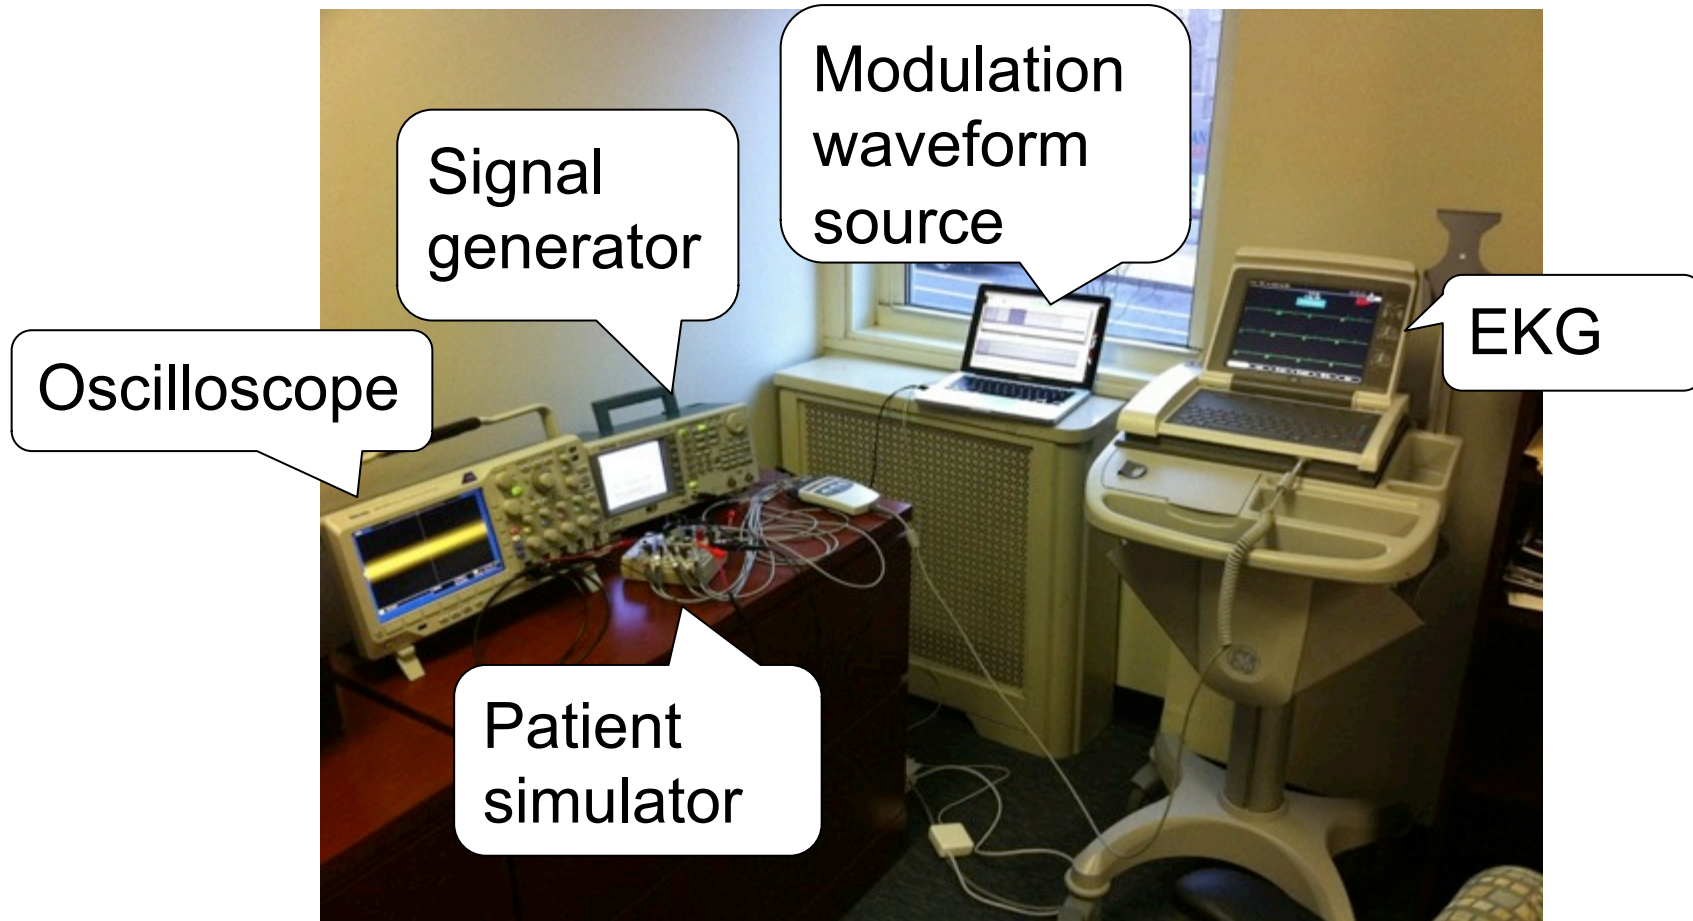 Modulation
waveform
source
Signal
generator
EKG
Oscilloscope
Patient
simulator